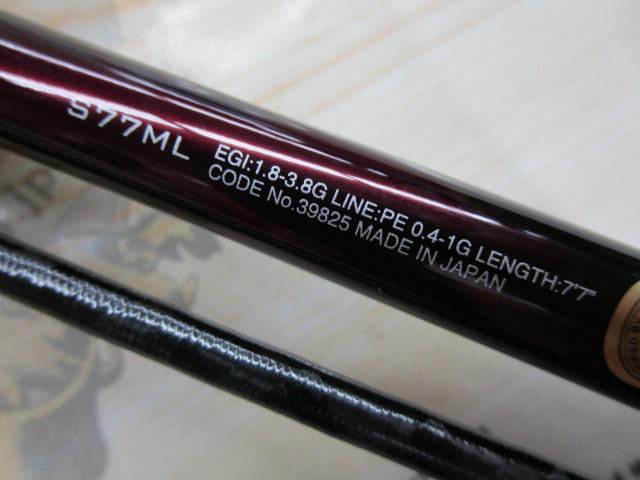 S77ML
EGI:1.8-3.8G LINE:PE 0.4-1G LENGTH:7'7"
CODE No.39825 MADE IN JAPAN